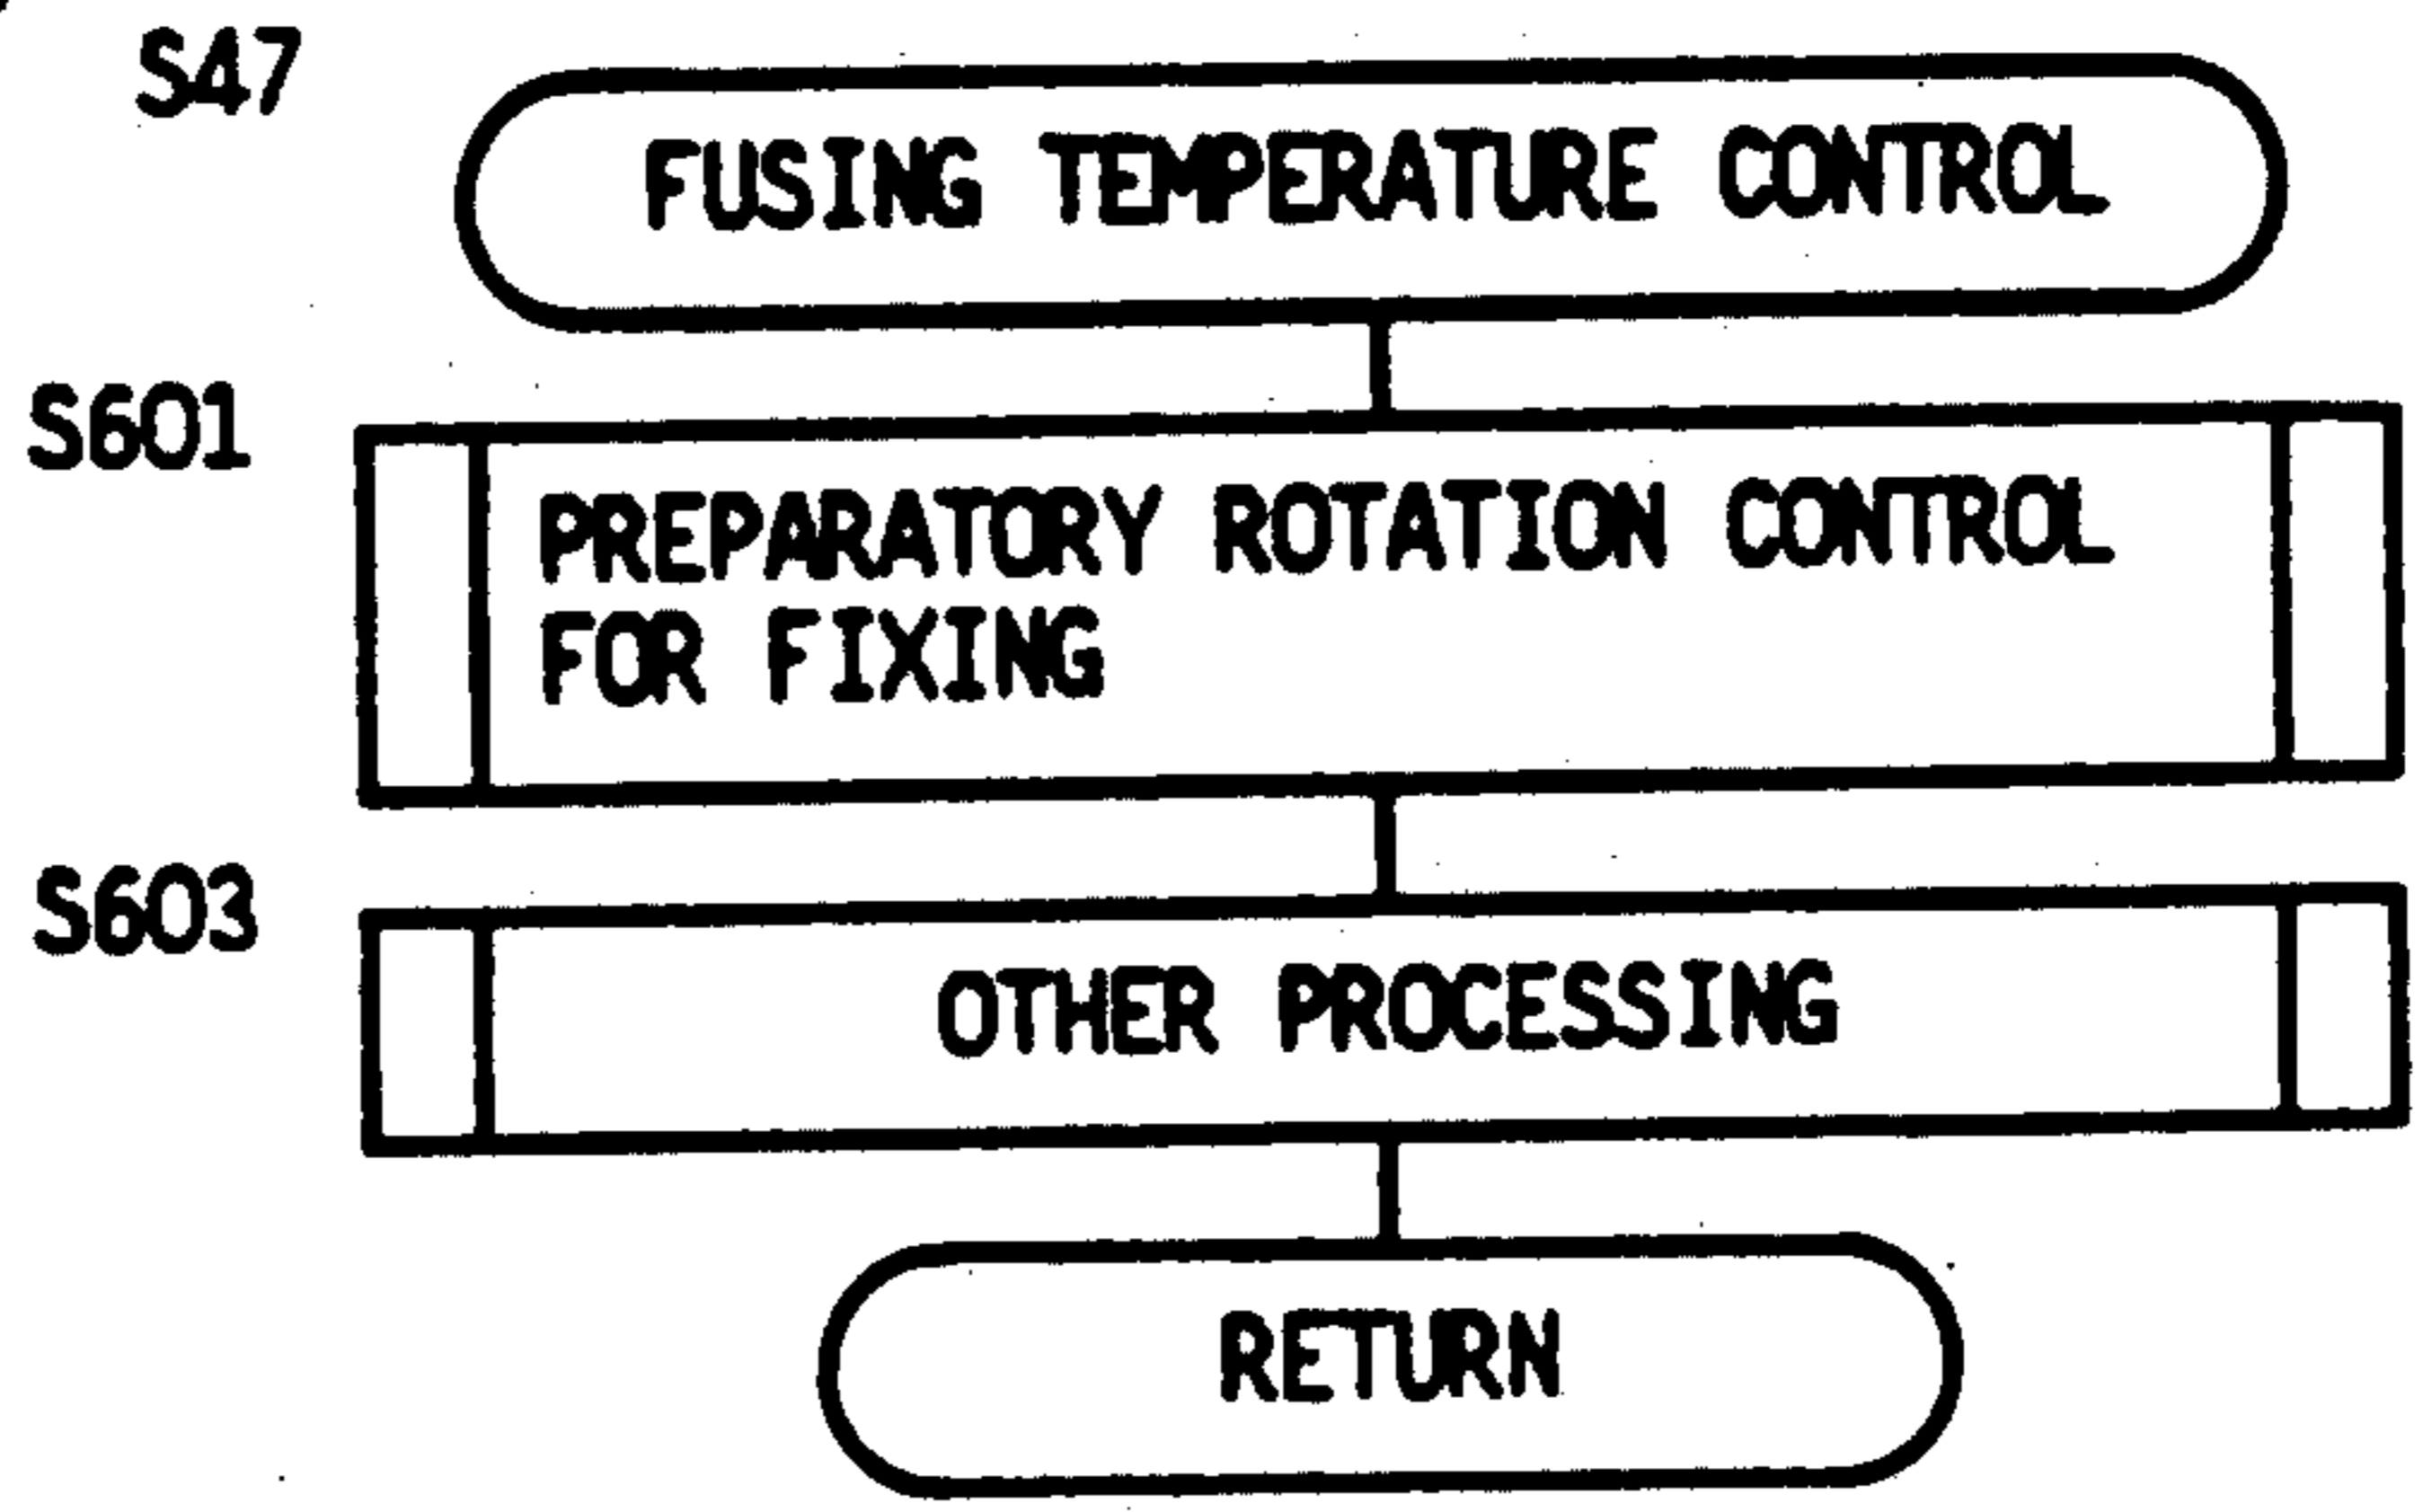 S47
FUSING TEMPERATURE CONTROL
S601
PREPARATORY ROTATION CONTROL
FOR FIXING
S603
OTHER PROCESSING
RETURN